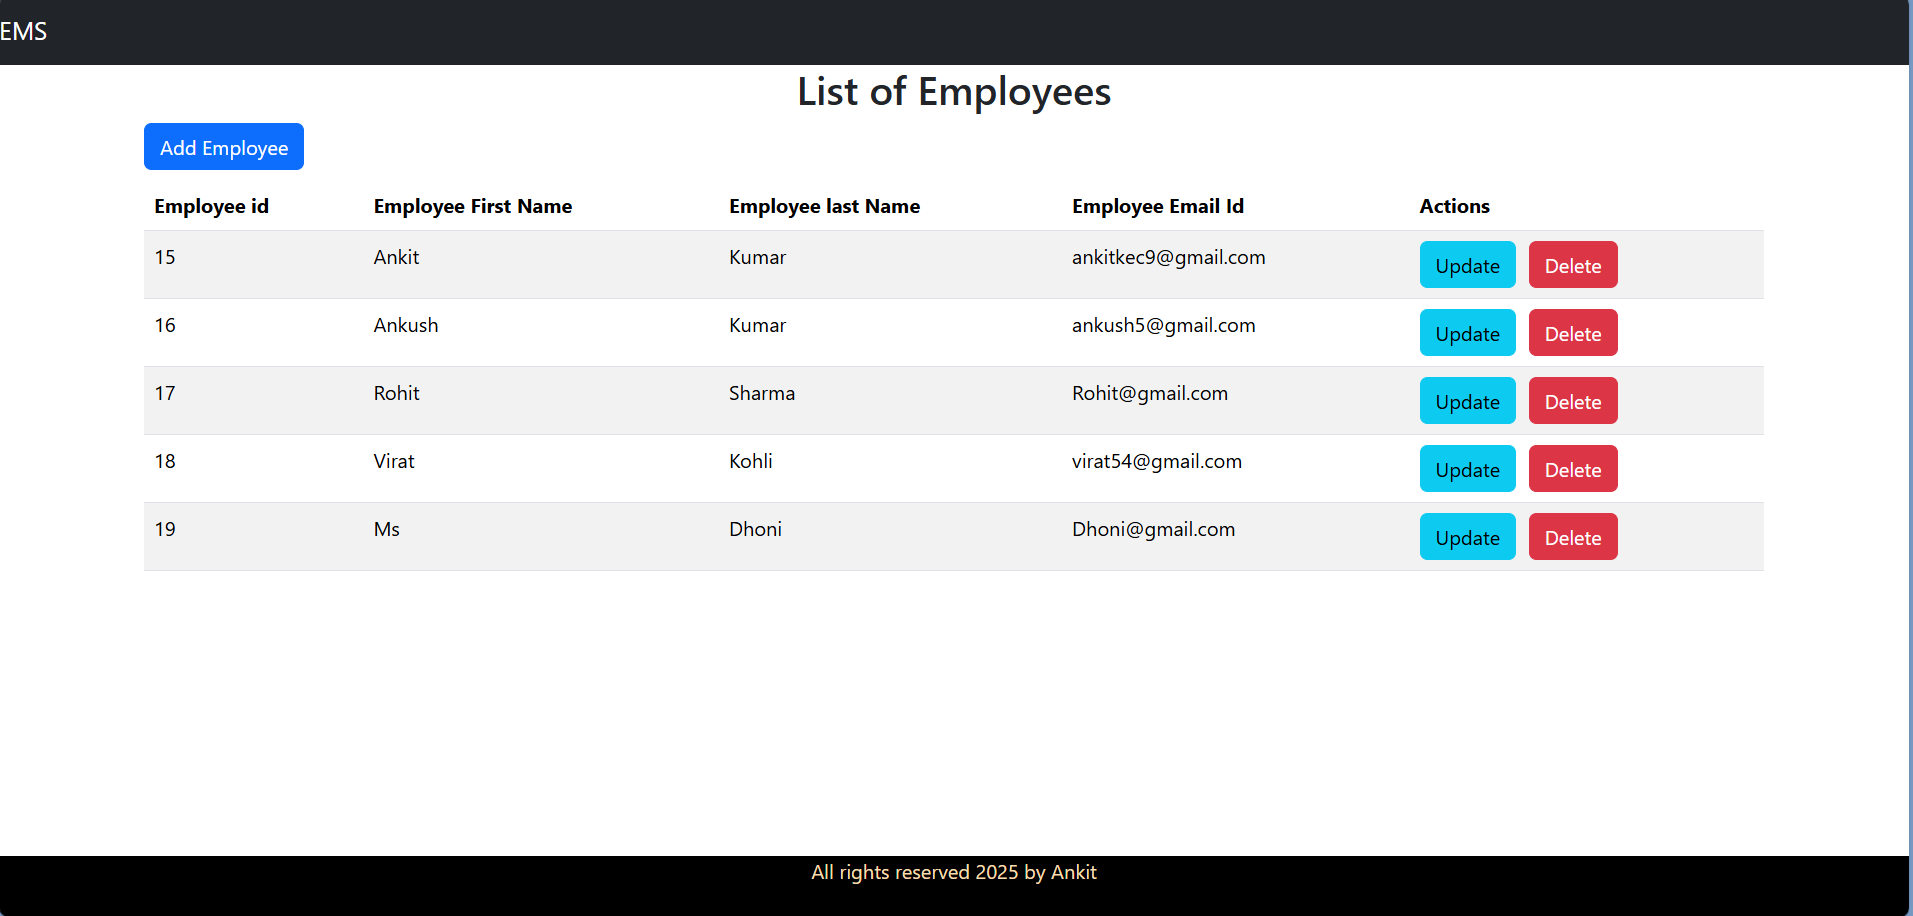 EMS
List of Employees
Add Employee
Employee id Employee First Name Employee last Name Employee Email Id Actions
15 Ankit Kumar ankitkec9@gmail.com Update Delete
16 Ankush Kumar ankush5@gmail.com Update Delete
17 Rohit Sharma Rohit@gmail.com Update Delete
18 Virat Kohli virat54@gmail.com Update Delete
19 Ms Dhoni Dhoni@gmail.com Update Delete
All rights reserved 2025 by Ankit